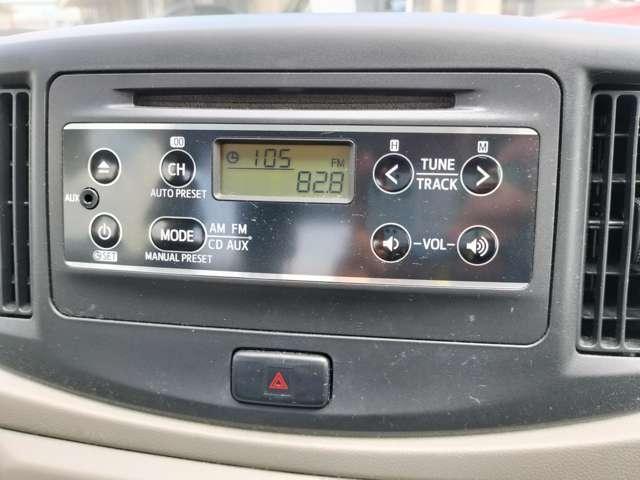 00
CH
AUTO PRESET
AUX
SET
MODE
AM FM
CD AUX
MANUAL PRESET
1:05
FM
82.8
H
M
TUNE
TRACK
VOL